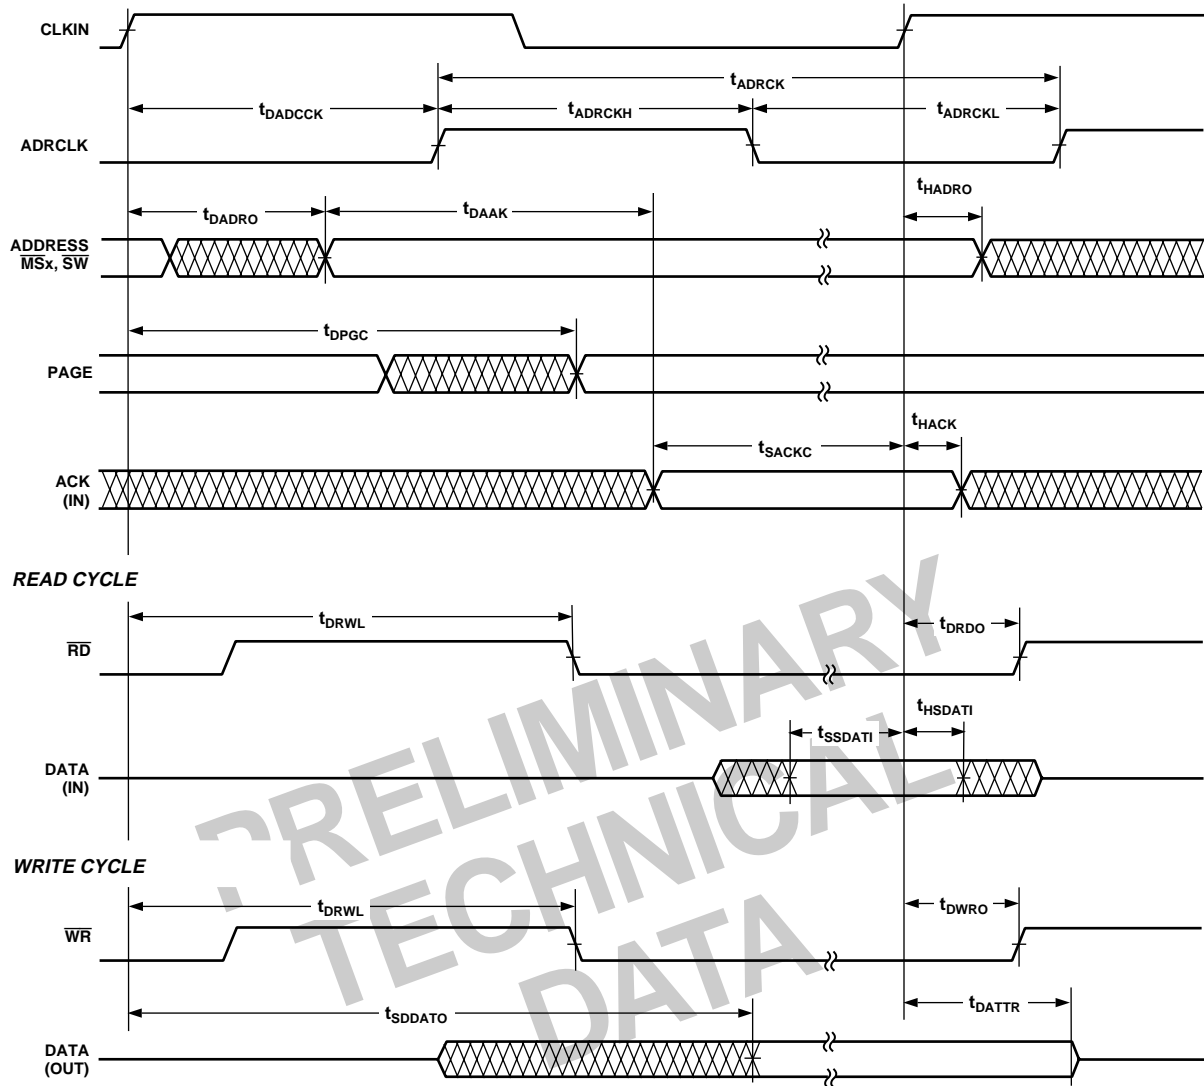 CLKIN
tADRCK
tDADCCK
tADRCKH
tADRCKL
ADRCLK
tHADRO
tDADRO
tDAAK
ADDRESS
MSx, SW
tDPGC
PAGE
tHACK
tSACKC
ACK
(IN)
READ CYCLE
tDRWL
tDRDO
RD
tHSDATI
tSSDATI
DATA
(IN)
PRELIMINARY
TECHNICAL
DATA
WRITE CYCLE
tDRWL
tDWRO
WR
tSDDATO
tDATTR
DATA
(OUT)